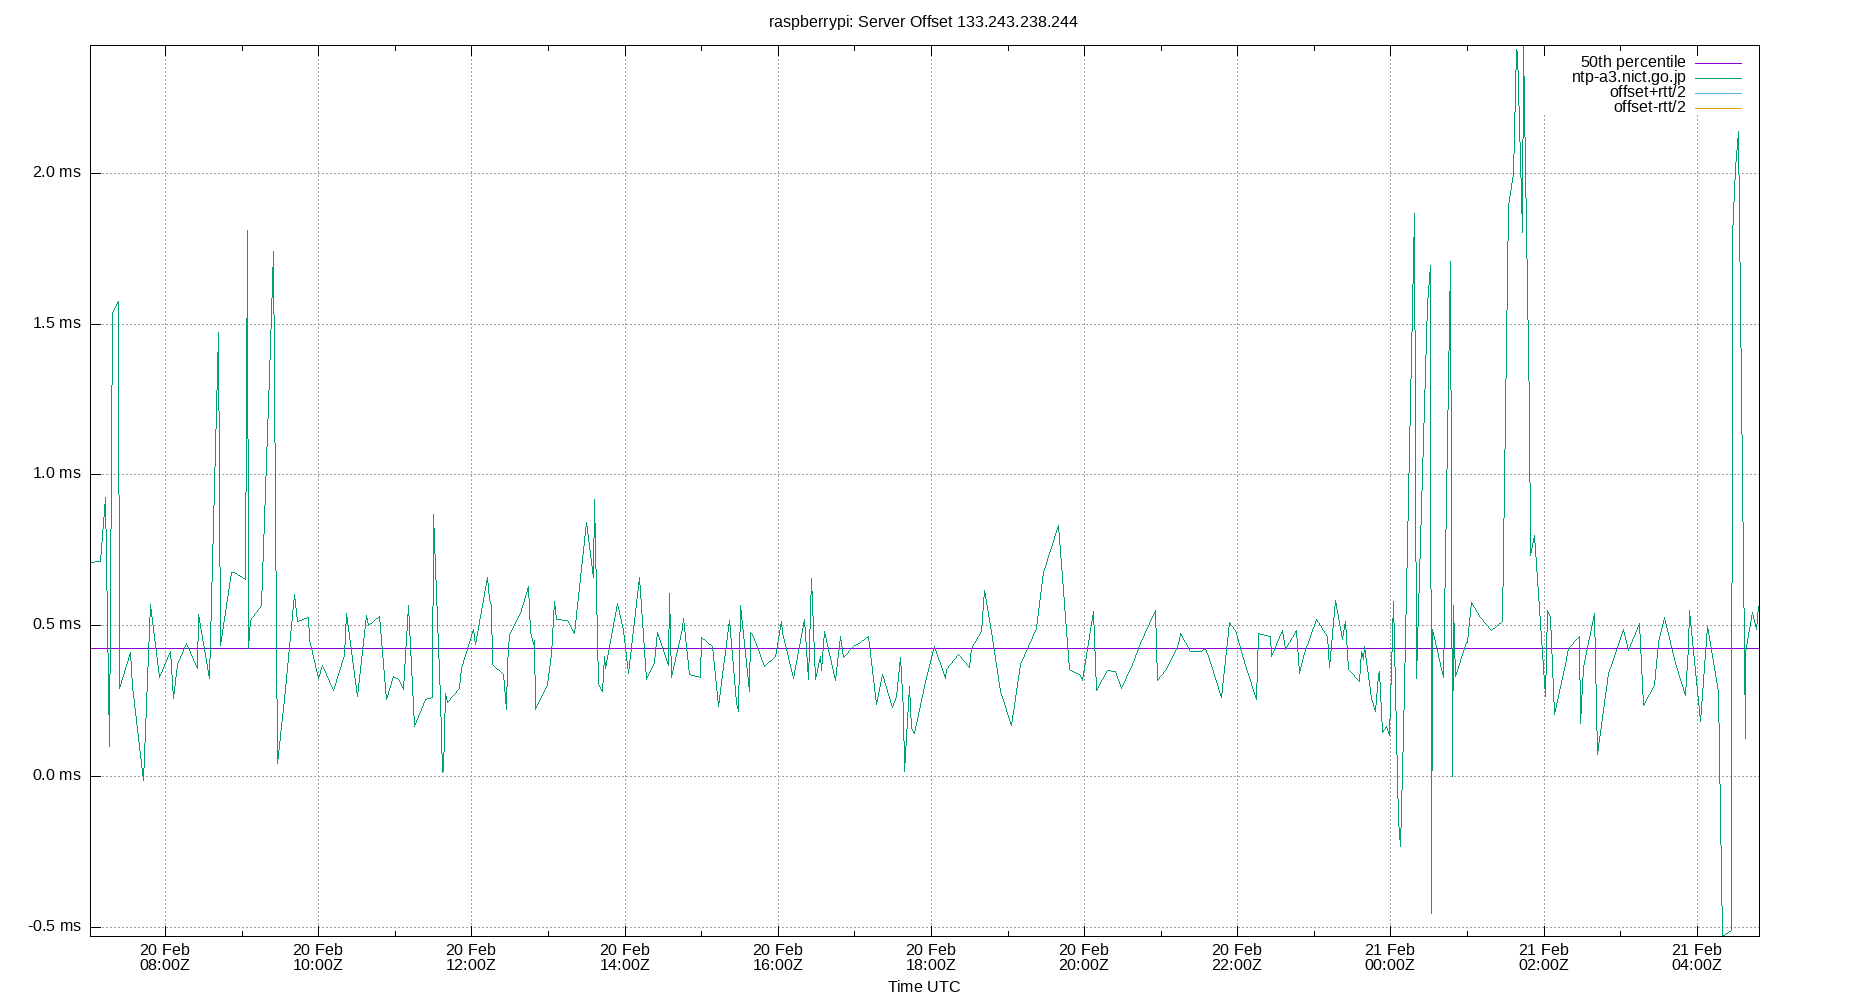 raspberrypi: Server Offset 133.243.238.244
50th percentile
ntp-a3.nict.go.jp
offset+rtt/2
offset-rtt/2
2.0 ms
1.5 ms
1.0 ms
0.5 ms
0.0 ms
-0.5 ms
20 Feb 20 Feb 20 Feb 20 Feb 20 Feb 20 Feb 20 Feb 20 Feb 21 Feb 21 Feb 21 Feb
08:00Z 10:00Z 12:00Z 14:00Z 16:00Z 18:00Z 20:00Z 22:00Z 00:00Z 02:00Z 04:00Z
Time UTC